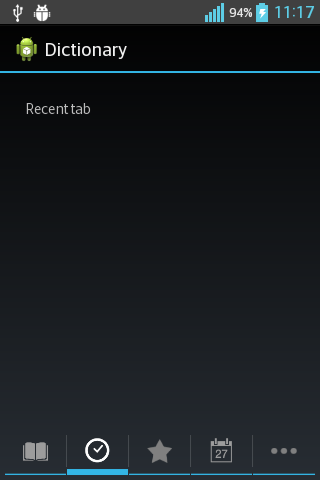 94% 11:17
Dictionary
Recent tab
27